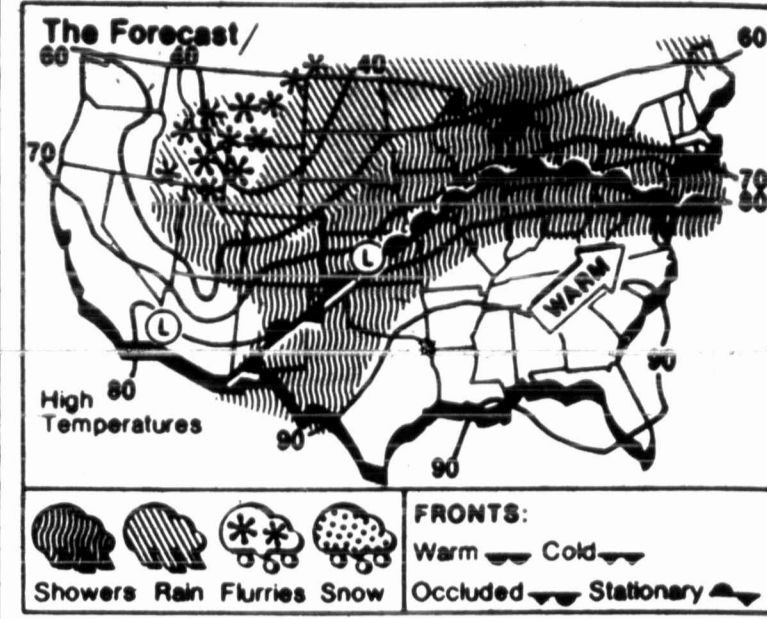 The Forecast
60 40 40 60
70 70
80
L
L
WARM
80 90
High
Temperatures
90
90
Showers Rain Flurries Snow
FRONTS:
Warm Cold
Occluded Stationary